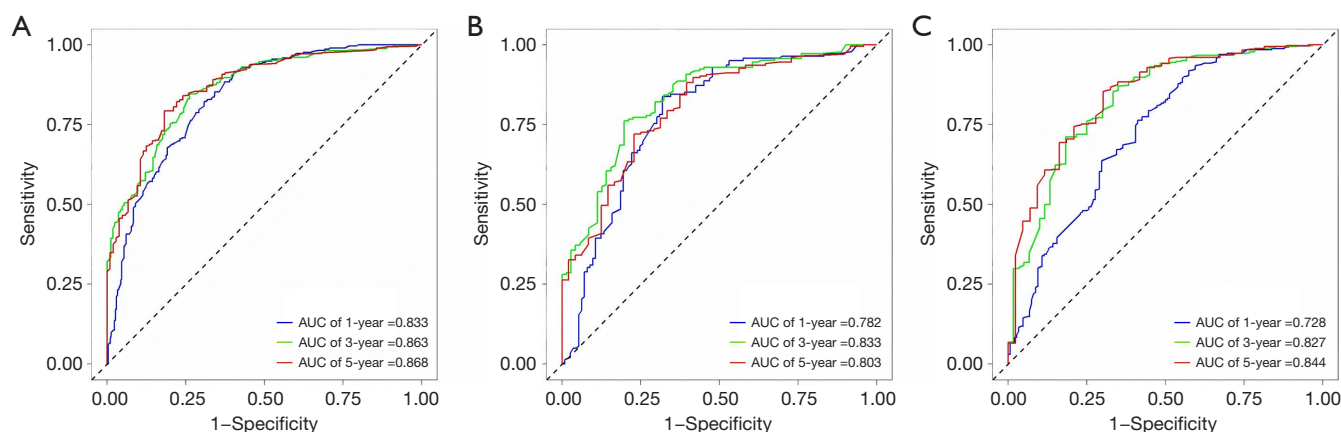 A
1.00
0.75
0.50
0.25
0.00
Sensitivity
AUC of 1-year =0.833
AUC of 3-year =0.863
AUC of 5-year =0.868
0.00 0.25 0.50 0.75 1.00
1–Specificity
B
1.00
0.75
0.50
0.25
0.00
Sensitivity
AUC of 1-year =0.782
AUC of 3-year =0.833
AUC of 5-year =0.803
0.00 0.25 0.50 0.75 1.00
1–Specificity
C
1.00
0.75
0.50
0.25
0.00
Sensitivity
AUC of 1-year =0.728
AUC of 3-year =0.827
AUC of 5-year =0.844
0.00 0.25 0.50 0.75 1.00
1–Specificity